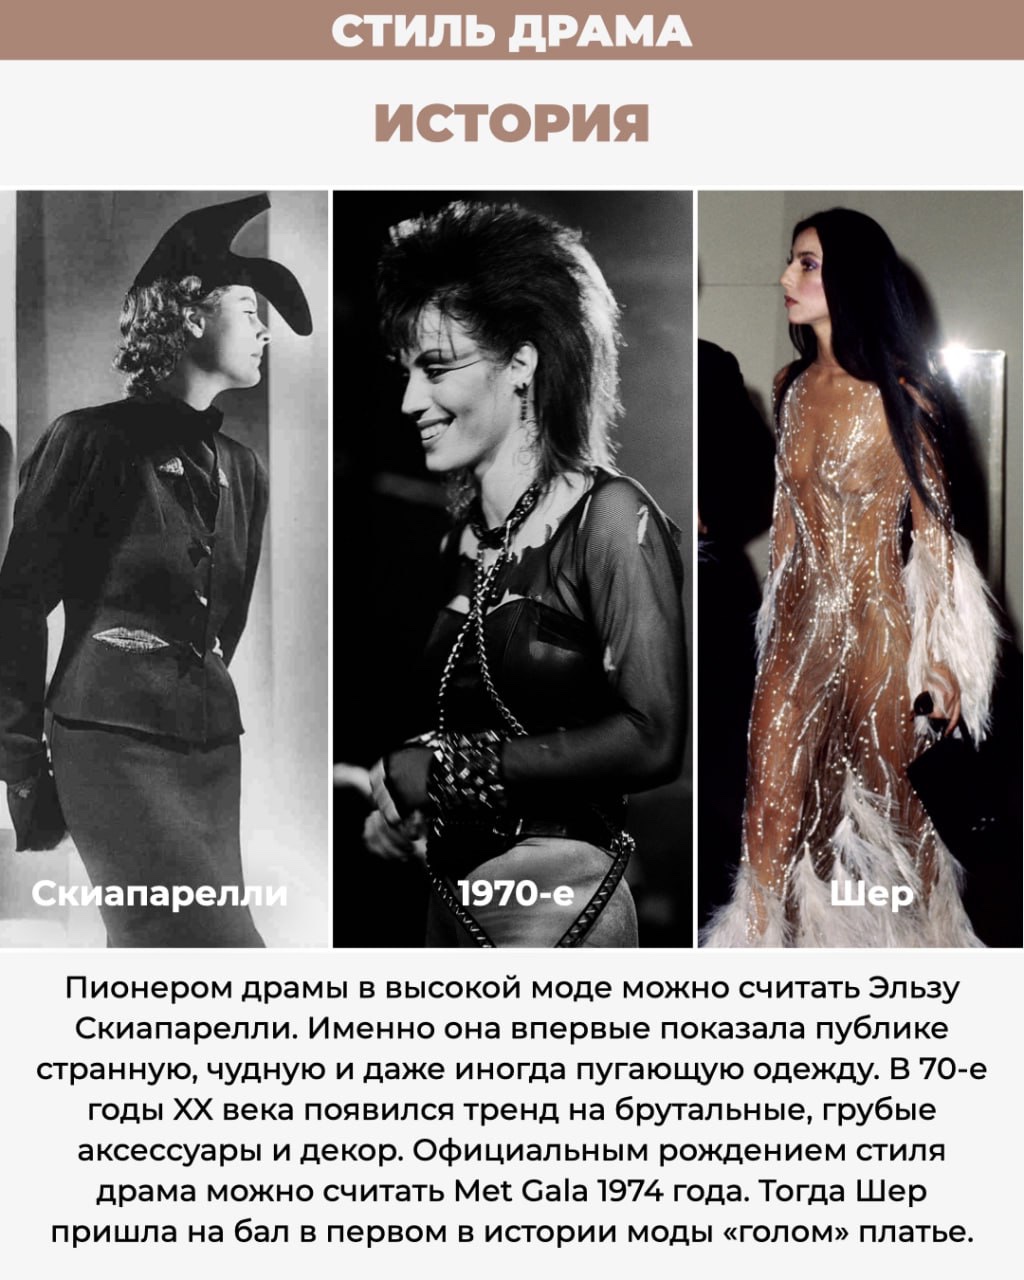 СТИЛЬ ДРАМА
ИСТОРИЯ
Скиапарелли
1970-е
Шер
Пионером драмы в высокой моде можно считать Эльзу
Скиапарелли. Именно она впервые показала публике
странную, чудную и даже иногда пугающую одежду. В 70-е
годы XX века появился тренд на брутальные, грубые
аксессуары и декор. Официальным рождением стиля
драма можно считать Met Gala 1974 года. Тогда Шер
пришла на бал в первом в истории моды «голом» платье.